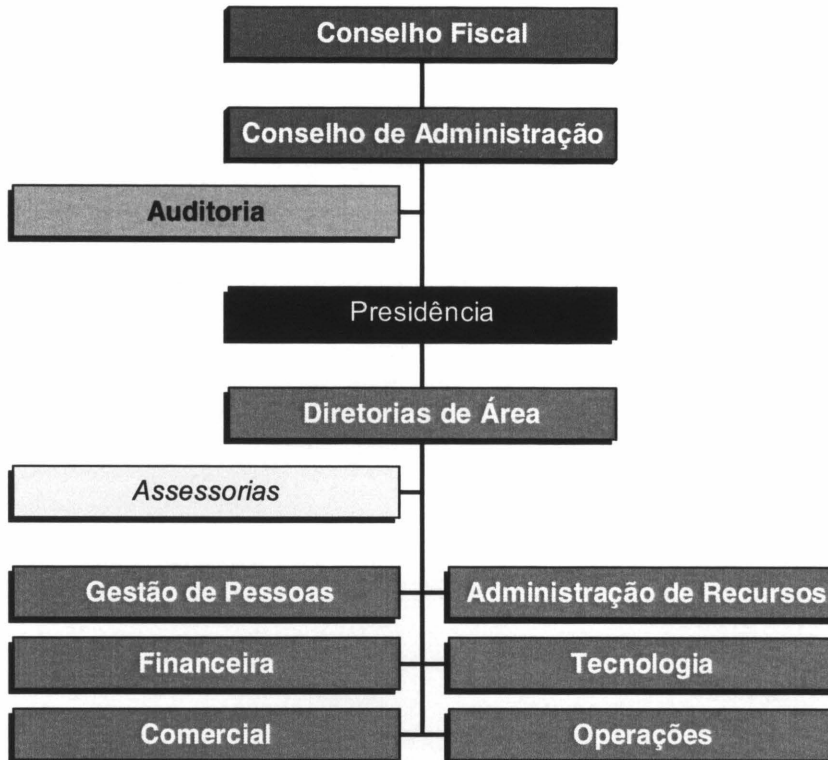 Conselho Fiscal
Conselho de Administração
Auditoria
Presidência
Diretorias de Área
Assessorias
Gestão de Pessoas
Administração de Recursos
Financeira
Tecnologia
Comercial
Operações